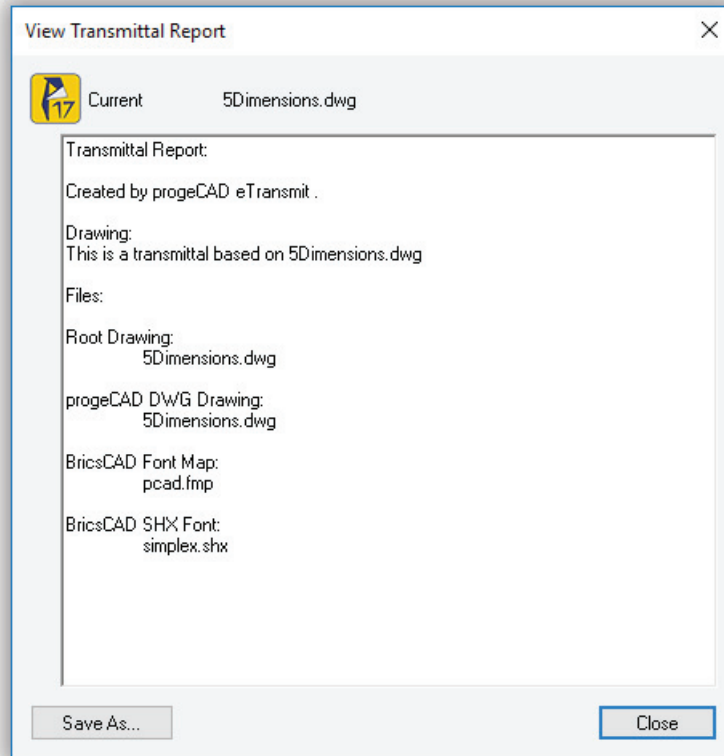 View Transmittal Report
17 Current 5Dimensions.dwg
Transmittal Report:
Created by progeCAD eTransmit .
Drawing:
This is a transmittal based on 5Dimensions.dwg
Files:
Root Drawing:
5Dimensions.dwg
progeCAD DWG Drawing:
5Dimensions.dwg
BricsCAD Font Map:
pcad.fmp
BricsCAD SHX Font:
simplex.shx
Save As... Close